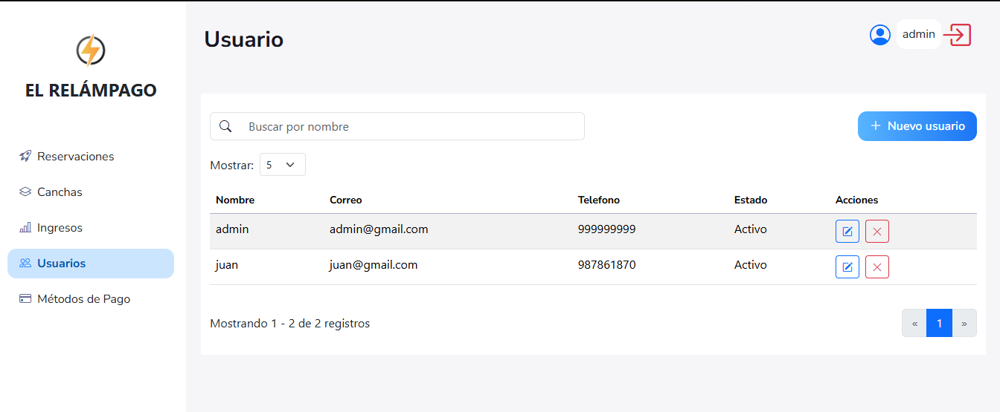 Usuario
admin
EL RELÁMPAGO
Reservaciones
Canchas
Ingresos
Usuarios
Métodos de Pago
Buscar por nombre
+ Nuevo usuario
Mostrar: 5
Nombre Correo Telefono Estado Acciones
admin admin@gmail.com 999999999 Activo
juan juan@gmail.com 987861870 Activo
Mostrando 1 - 2 de 2 registros
« 1 »